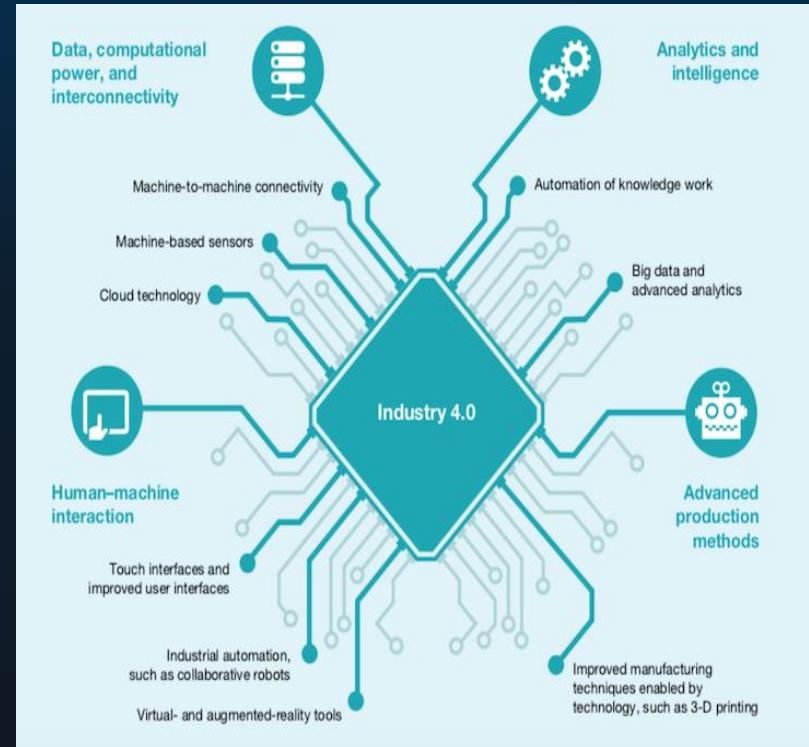 Data, computational
power, and
interconnectivity
Analytics and
intelligence
Machine-to-machine connectivity
Automation of knowledge work
Machine-based sensors
Big data and
advanced analytics
Cloud technology
Industry 4.0
Human–machine
interaction
Advanced
production
methods
Touch interfaces and
improved user interfaces
Industrial automation,
such as collaborative robots
Improved manufacturing
techniques enabled by
technology, such as 3-D printing
Virtual- and augmented-reality tools